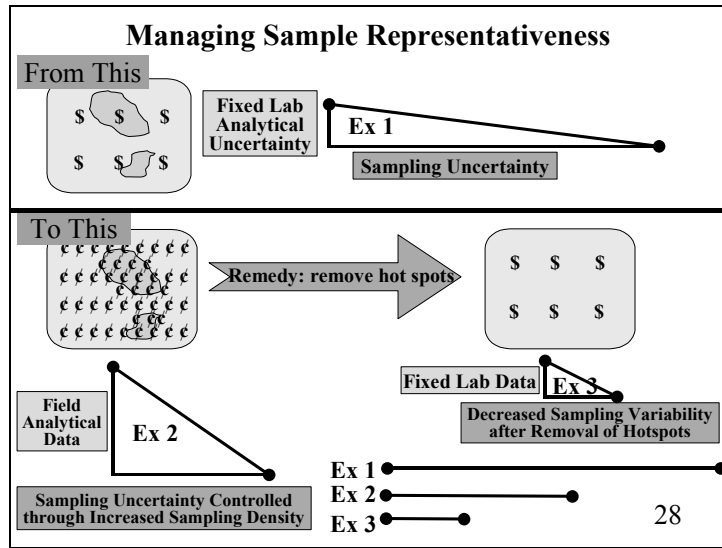 Managing Sample Representativeness
From This
$ $ $
$ $ $
Fixed Lab
Analytical
Uncertainty
Ex 1
Sampling Uncertainty
To This
¢ ¢ ¢ ¢ ¢ ¢ ¢ ¢ ¢
¢ ¢ ¢ ¢
¢ ¢ ¢ ¢ ¢ ¢ ¢ ¢ ¢
¢ ¢ ¢ ¢
¢ ¢ ¢ ¢ ¢ ¢ ¢ ¢ ¢
¢ ¢ ¢
¢ ¢ ¢ ¢ ¢ ¢ ¢ ¢ ¢
Remedy: remove hot spots
$ $ $
$ $ $
Field
Analytical
Data
Ex 2
Sampling Uncertainty Controlled
through Increased Sampling Density
Fixed Lab Data
Ex 3
Decreased Sampling Variability
after Removal of Hotspots
Ex 1
Ex 2
Ex 3
28